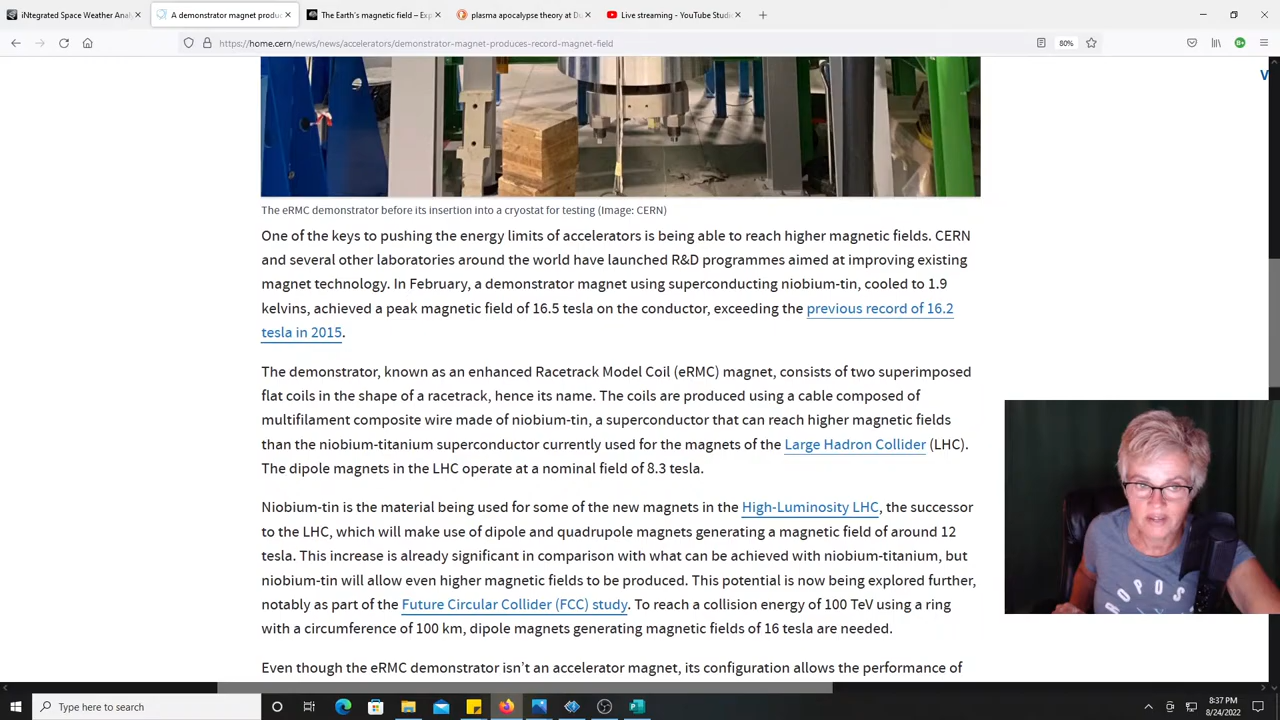 iNtegrated Space Weather Anal
A demonstrator magnet produ
The Earth's magnetic field – Exp
plasma apocalypse theory at Du
Live streaming - YouTube Studi
https://home.cern/news/news/accelerators/demonstrator-magnet-produces-record-magnet-field
80%
V
The eRMC demonstrator before its insertion into a cryostat for testing (Image: CERN)
One of the keys to pushing the energy limits of accelerators is being able to reach higher magnetic fields. CERN
and several other laboratories around the world have launched R&D programmes aimed at improving existing
magnet technology. In February, a demonstrator magnet using superconducting niobium-tin, cooled to 1.9
kelvins, achieved a peak magnetic field of 16.5 tesla on the conductor, exceeding the previous record of 16.2
tesla in 2015.
The demonstrator, known as an enhanced Racetrack Model Coil (eRMC) magnet, consists of two superimposed
flat coils in the shape of a racetrack, hence its name. The coils are produced using a cable composed of
multifilament composite wire made of niobium-tin, a superconductor that can reach higher magnetic fields
than the niobium-titanium superconductor currently used for the magnets of the Large Hadron Collider (LHC).
The dipole magnets in the LHC operate at a nominal field of 8.3 tesla.
Niobium-tin is the material being used for some of the new magnets in the High-Luminosity LHC, the successor
to the LHC, which will make use of dipole and quadrupole magnets generating a magnetic field of around 12
tesla. This increase is already significant in comparison with what can be achieved with niobium-titanium, but
niobium-tin will allow even higher magnetic fields to be produced. This potential is now being explored further,
notably as part of the Future Circular Collider (FCC) study. To reach a collision energy of 100 TeV using a ring
with a circumference of 100 km, dipole magnets generating magnetic fields of 16 tesla are needed.
Even though the eRMC demonstrator isn't an accelerator magnet, its configuration allows the performance of
Type here to search
8:37 PM
8/24/2022